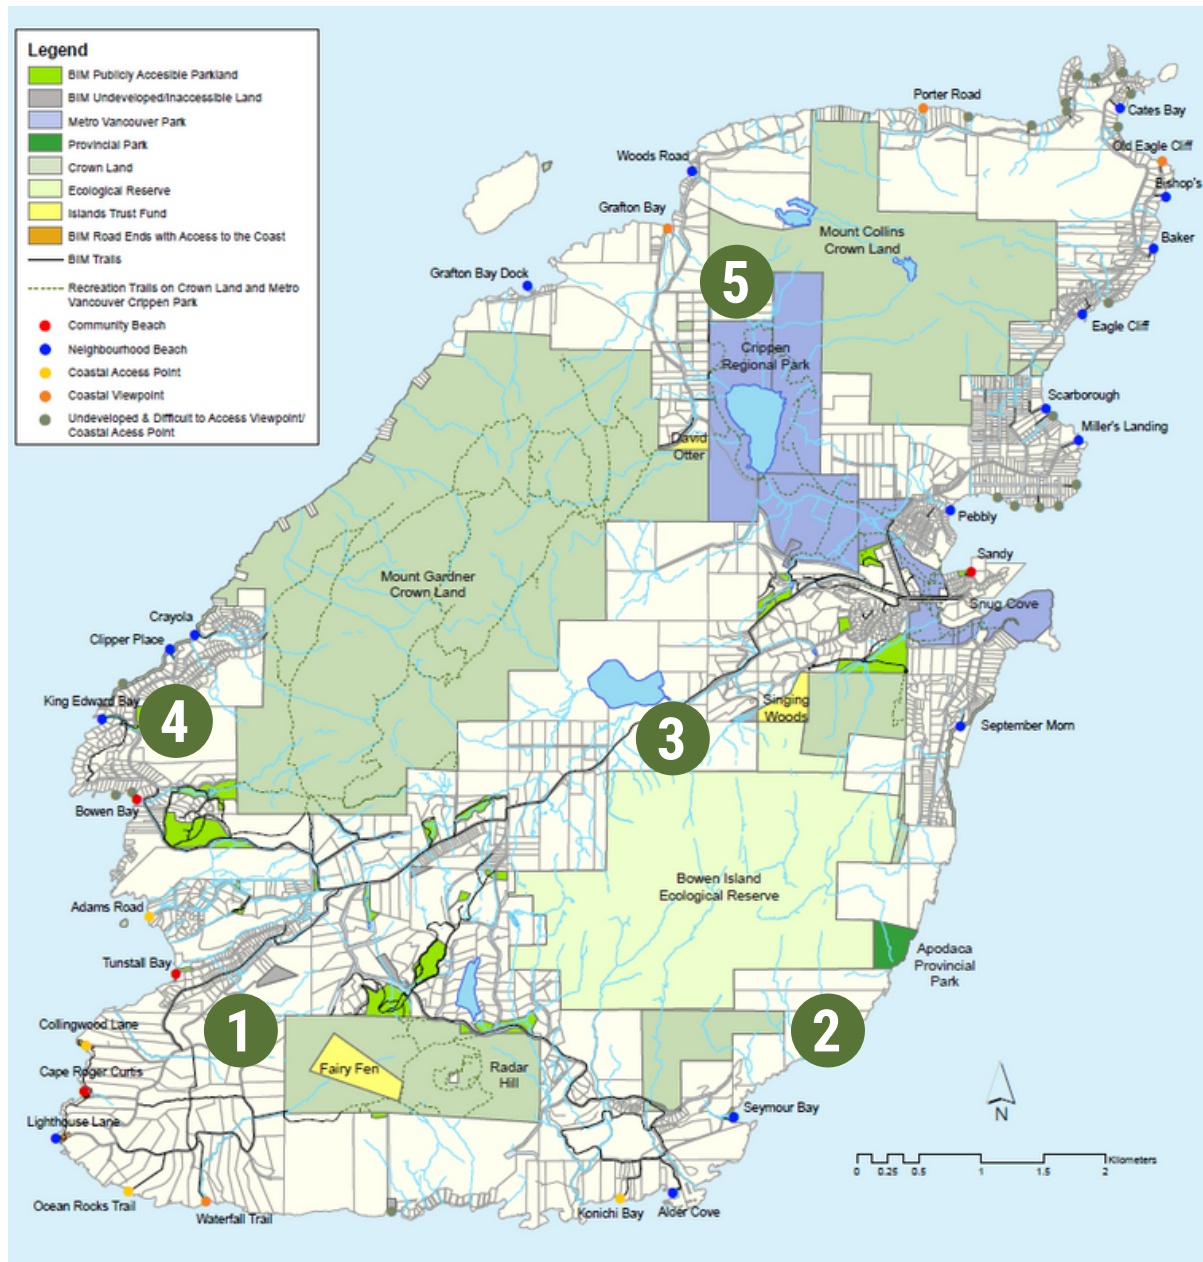 Legend
BIM Publicly Accesible Parkland
BIM Undeveloped/Inaccessible Land
Metro Vancouver Park
Provincial Park
Crown Land
Ecological Reserve
Islands Trust Fund
BIM Road Ends with Access to the Coast
BIM Trails
Recreation Trails on Crown Land and Metro
Vancouver Crippen Park
Community Beach
Neighbourhood Beach
Coastal Access Point
Coastal Viewpoint
Undeveloped & Difficult to Access Viewpoint/
Coastal Acess Point
Porter Road
Cates Bay
Old Eagle Cliff
Woods Road
Bishop's
Grafton Bay
Mount Collins
Crown Land
Baker
Grafton Bay Dock
5
Eagle Cliff
Crippen
Regional Park
Scarborough
Miller's Landing
David
Otter
Pebbly
Sandy
Mount Gardner
Crown Land
Snug Cove
Crayola
Clipper Place
King Edward Bay
4
Singing
Woods
3
September Morn
Bowen Bay
Bowen Island
Ecological Reserve
Adams Road
Apodaca
Provincial
Park
Tunstall Bay
1
2
Collingwood Lane
Fairy Fen
Radar
Hill
Cape Roger Curtis
Seymour Bay
N
Lighthouse Lane
0
0.25
0.5
1
1.5
2
Kilometers
Ocean Rocks Trail
Waterfall Trail
Konichi Bay
Alder Cove